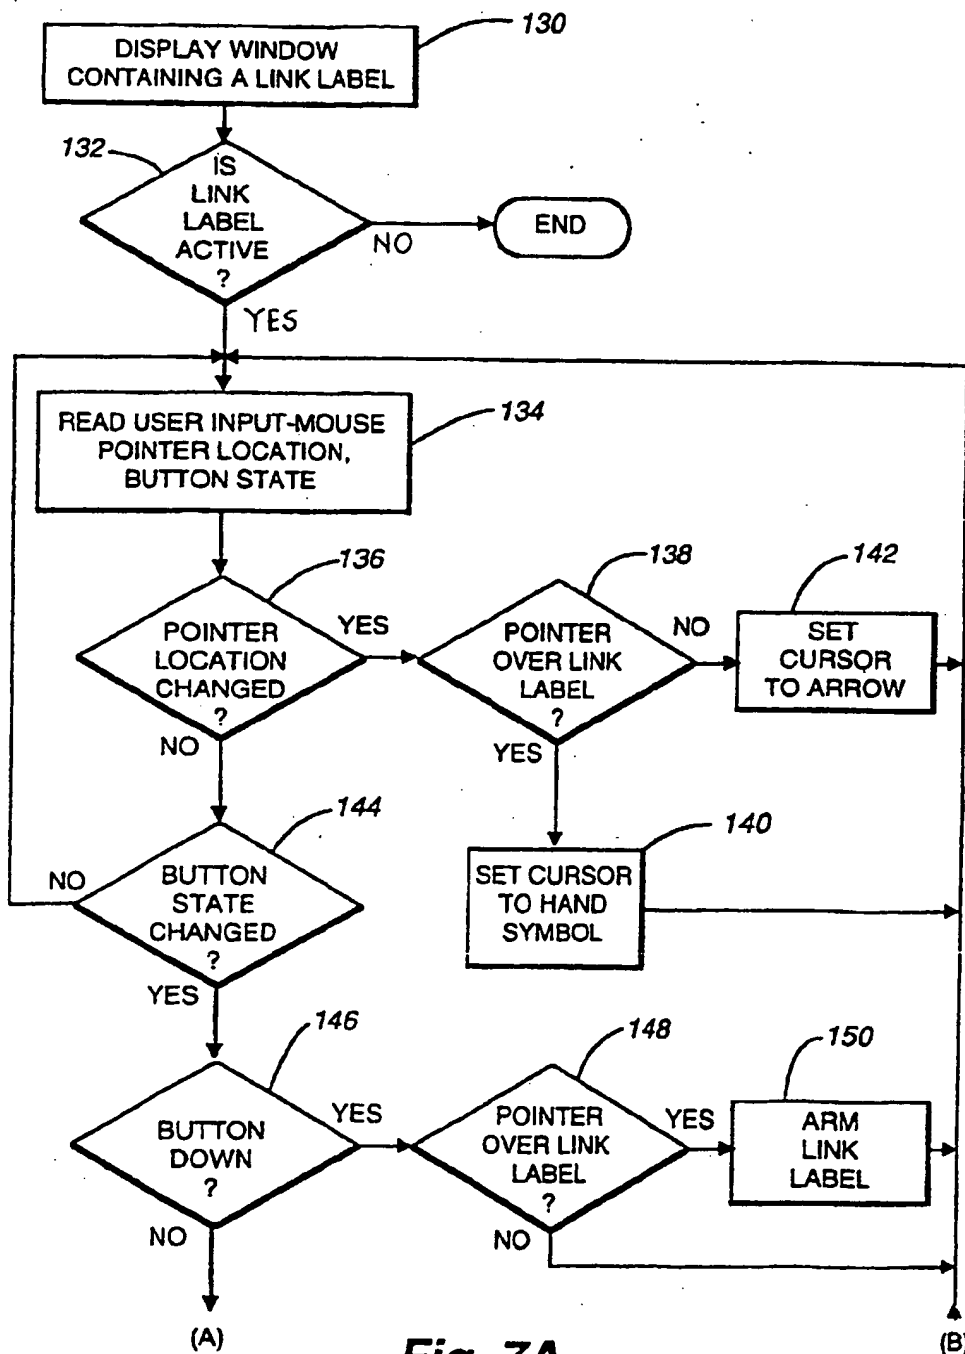 130
DISPLAY WINDOW
CONTAINING A LINK LABEL
132
IS
LINK
LABEL
ACTIVE
?
NO
END
YES
134
READ USER INPUT-MOUSE
POINTER LOCATION,
BUTTON STATE
136
POINTER
LOCATION
CHANGED
?
YES
NO
138
POINTER
OVER LINK
LABEL
?
NO
YES
142
SET
CURSOR
TO ARROW
144
BUTTON
STATE
CHANGED
?
NO
YES
140
SET CURSOR
TO HAND
SYMBOL
146
BUTTON
DOWN
?
YES
NO
148
POINTER
OVER LINK
LABEL
?
YES
NO
150
ARM
LINK
LABEL
(A)
Fig. 7A
(B)